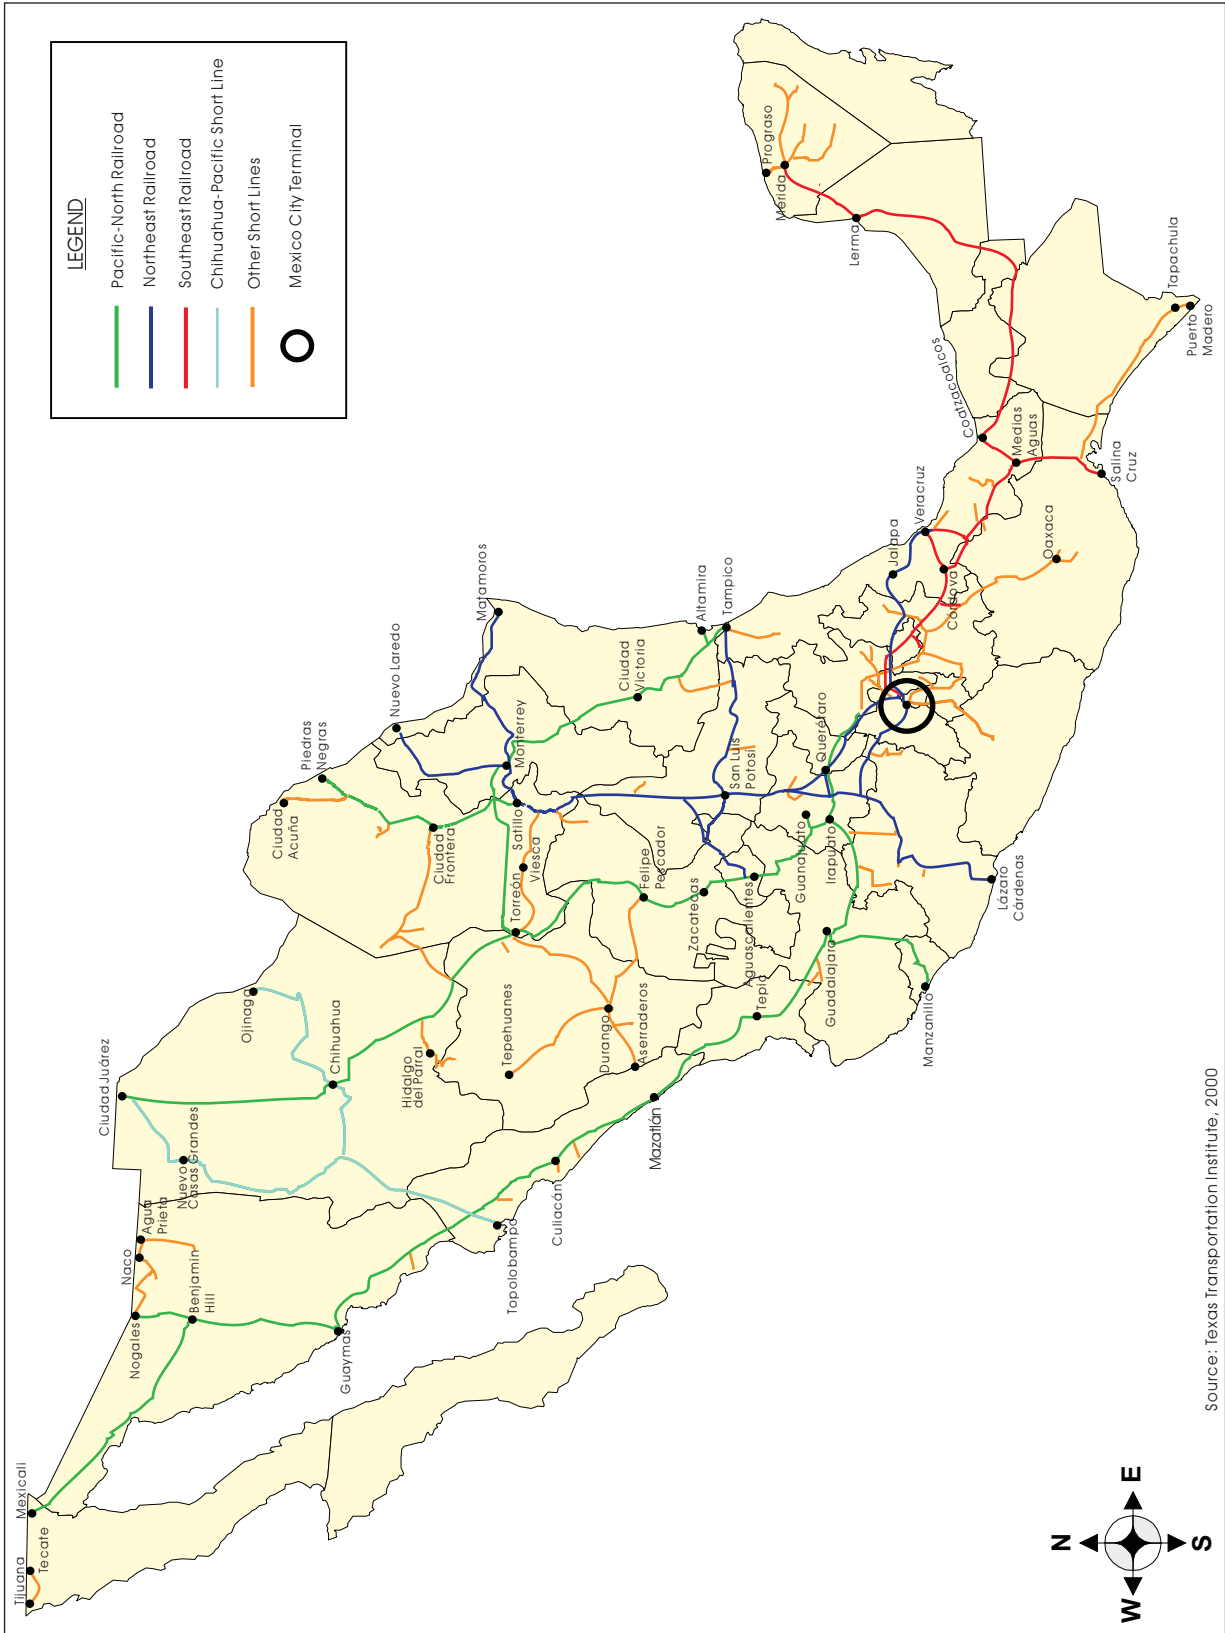 LEGEND
Pacific-North Railroad
Northeast Railroad
Southeast Railroad
Chihuahua-Pacific Short Line
Other Short Lines
Mexico City Terminal
Tijuana
Tecate
Mexicali
Nogales
Naco
Agua
Prieta
Benjamin
Hill
Nuevo
Casas Grandes
Ciudad Juárez
Ojinaga
Chihuahua
Guaymas
Topolobampo
Culiacán
Mazatlán
Hidalgo
del Parral
Tepehuanes
Durango
Aserraderos
Ciudad
Acuña
Piedras
Negras
Nuevo Laredo
Matamoros
Ciudad
Frontera
Monterrey
Satillo
Viesca
Torreón
Felipe
Pescador
Zacatecas
Aguascalientes
Tepic
Ciudad
Victoria
Altamira
Tampico
San Luis
Potosí
Querétaro
Guanajuato
Irapuato
Guadalajara
Manzanillo
Lázaro
Cárdenas
Jalapa
Veracruz
Córdova
Oaxaca
Coatzacoalcos
Medias
Aguas
Salina
Cruz
Tapachula
Puerto
Madero
Lerma
Merida
Prograso
N
W
E
S
Source: Texas Transportation Institute, 2000